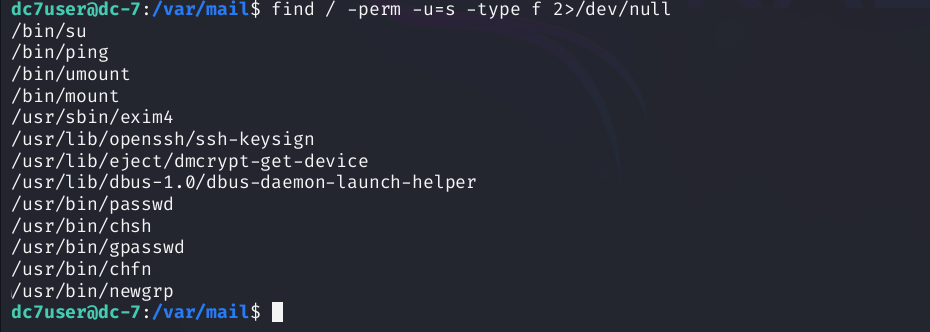 dc7user@dc-7:/var/mail$ find / -perm -u=s -type f 2>/dev/null
/bin/su
/bin/ping
/bin/umount
/bin/mount
/usr/sbin/exim4
/usr/lib/openssh/ssh-keysign
/usr/lib/eject/dmcrypt-get-device
/usr/lib/dbus-1.0/dbus-daemon-launch-helper
/usr/bin/passwd
/usr/bin/chsh
/usr/bin/gpasswd
/usr/bin/chfn
/usr/bin/newgrp
dc7user@dc-7:/var/mail$